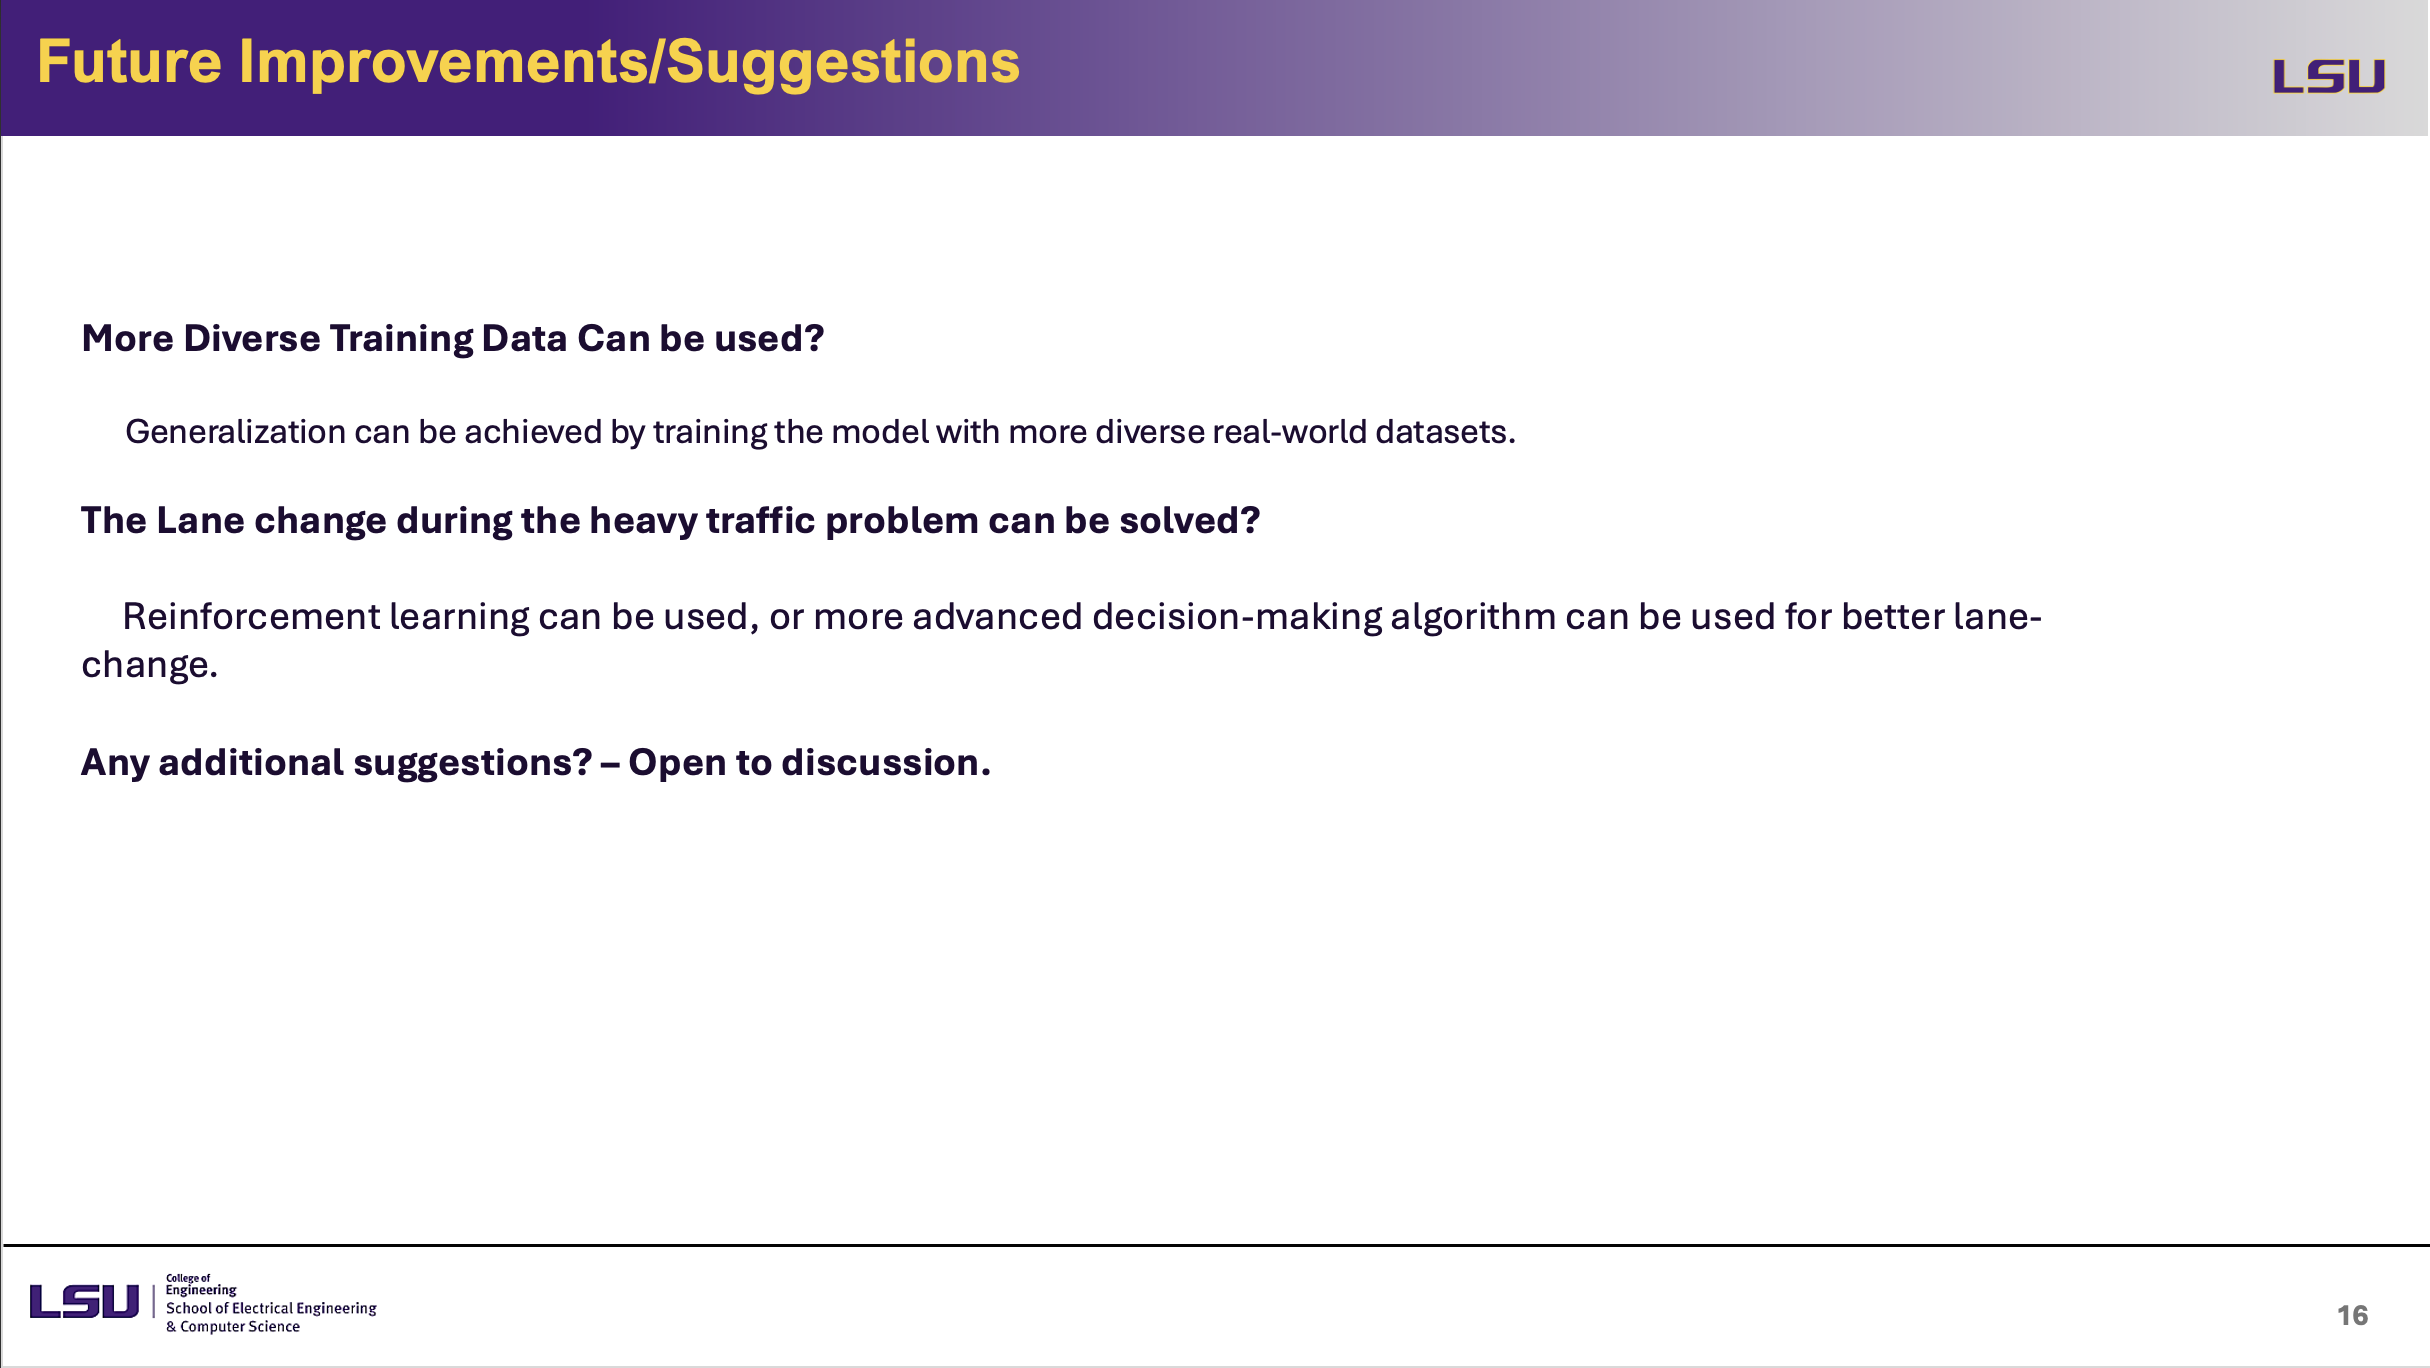 Future Improvements/Suggestions
LSU
More Diverse Training Data Can be used?
Generalization can be achieved by training the model with more diverse real-world datasets.
The Lane change during the heavy traffic problem can be solved?
Reinforcement learning can be used, or more advanced decision-making algorithm can be used for better lane-
change.
Any additional suggestions? – Open to discussion.
LSU
College of
Engineering
School of Electrical Engineering
& Computer Science
16